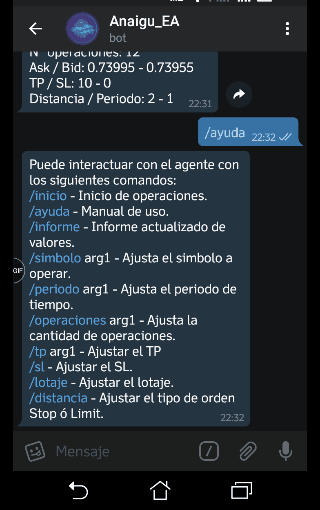 Anaigu_EA
bot
N° operaciones: 12
Ask / Bid: 0.73995 - 0.73955
TP / SL: 10 - 0
Distancia / Periodo: 2 - 1
22:31
/ayuda 22:32
Puede interactuar con el agente con
los siguientes comandos:
/inicio - Inicio de operaciones.
/ayuda - Manual de uso.
/informe - Informe actualizado de
valores.
/simbolo arg1 - Ajusta el simbolo a
operar.
/periodo arg1 - Ajusta el periodo de
tiempo.
/operaciones arg1 - Ajusta la
cantidad de operaciones.
/tp arg1 - Ajustar el TP
/sl - Ajustar el SL.
/lotaje - Ajustar el lotaje.
/distancia - Ajustar el tipo de orden
Stop ó Limit.
22:32
GIF
Mensaje